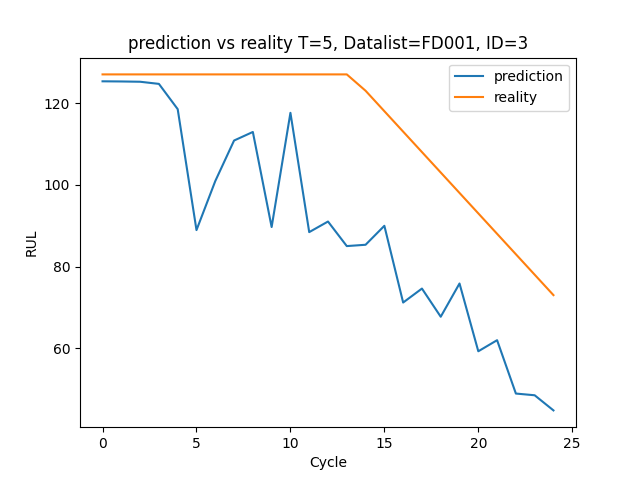 prediction vs reality T=5, Datalist=FD001, ID=3
prediction
reality
120
100
80
60
RUL
0 5 10 15 20 25
Cycle